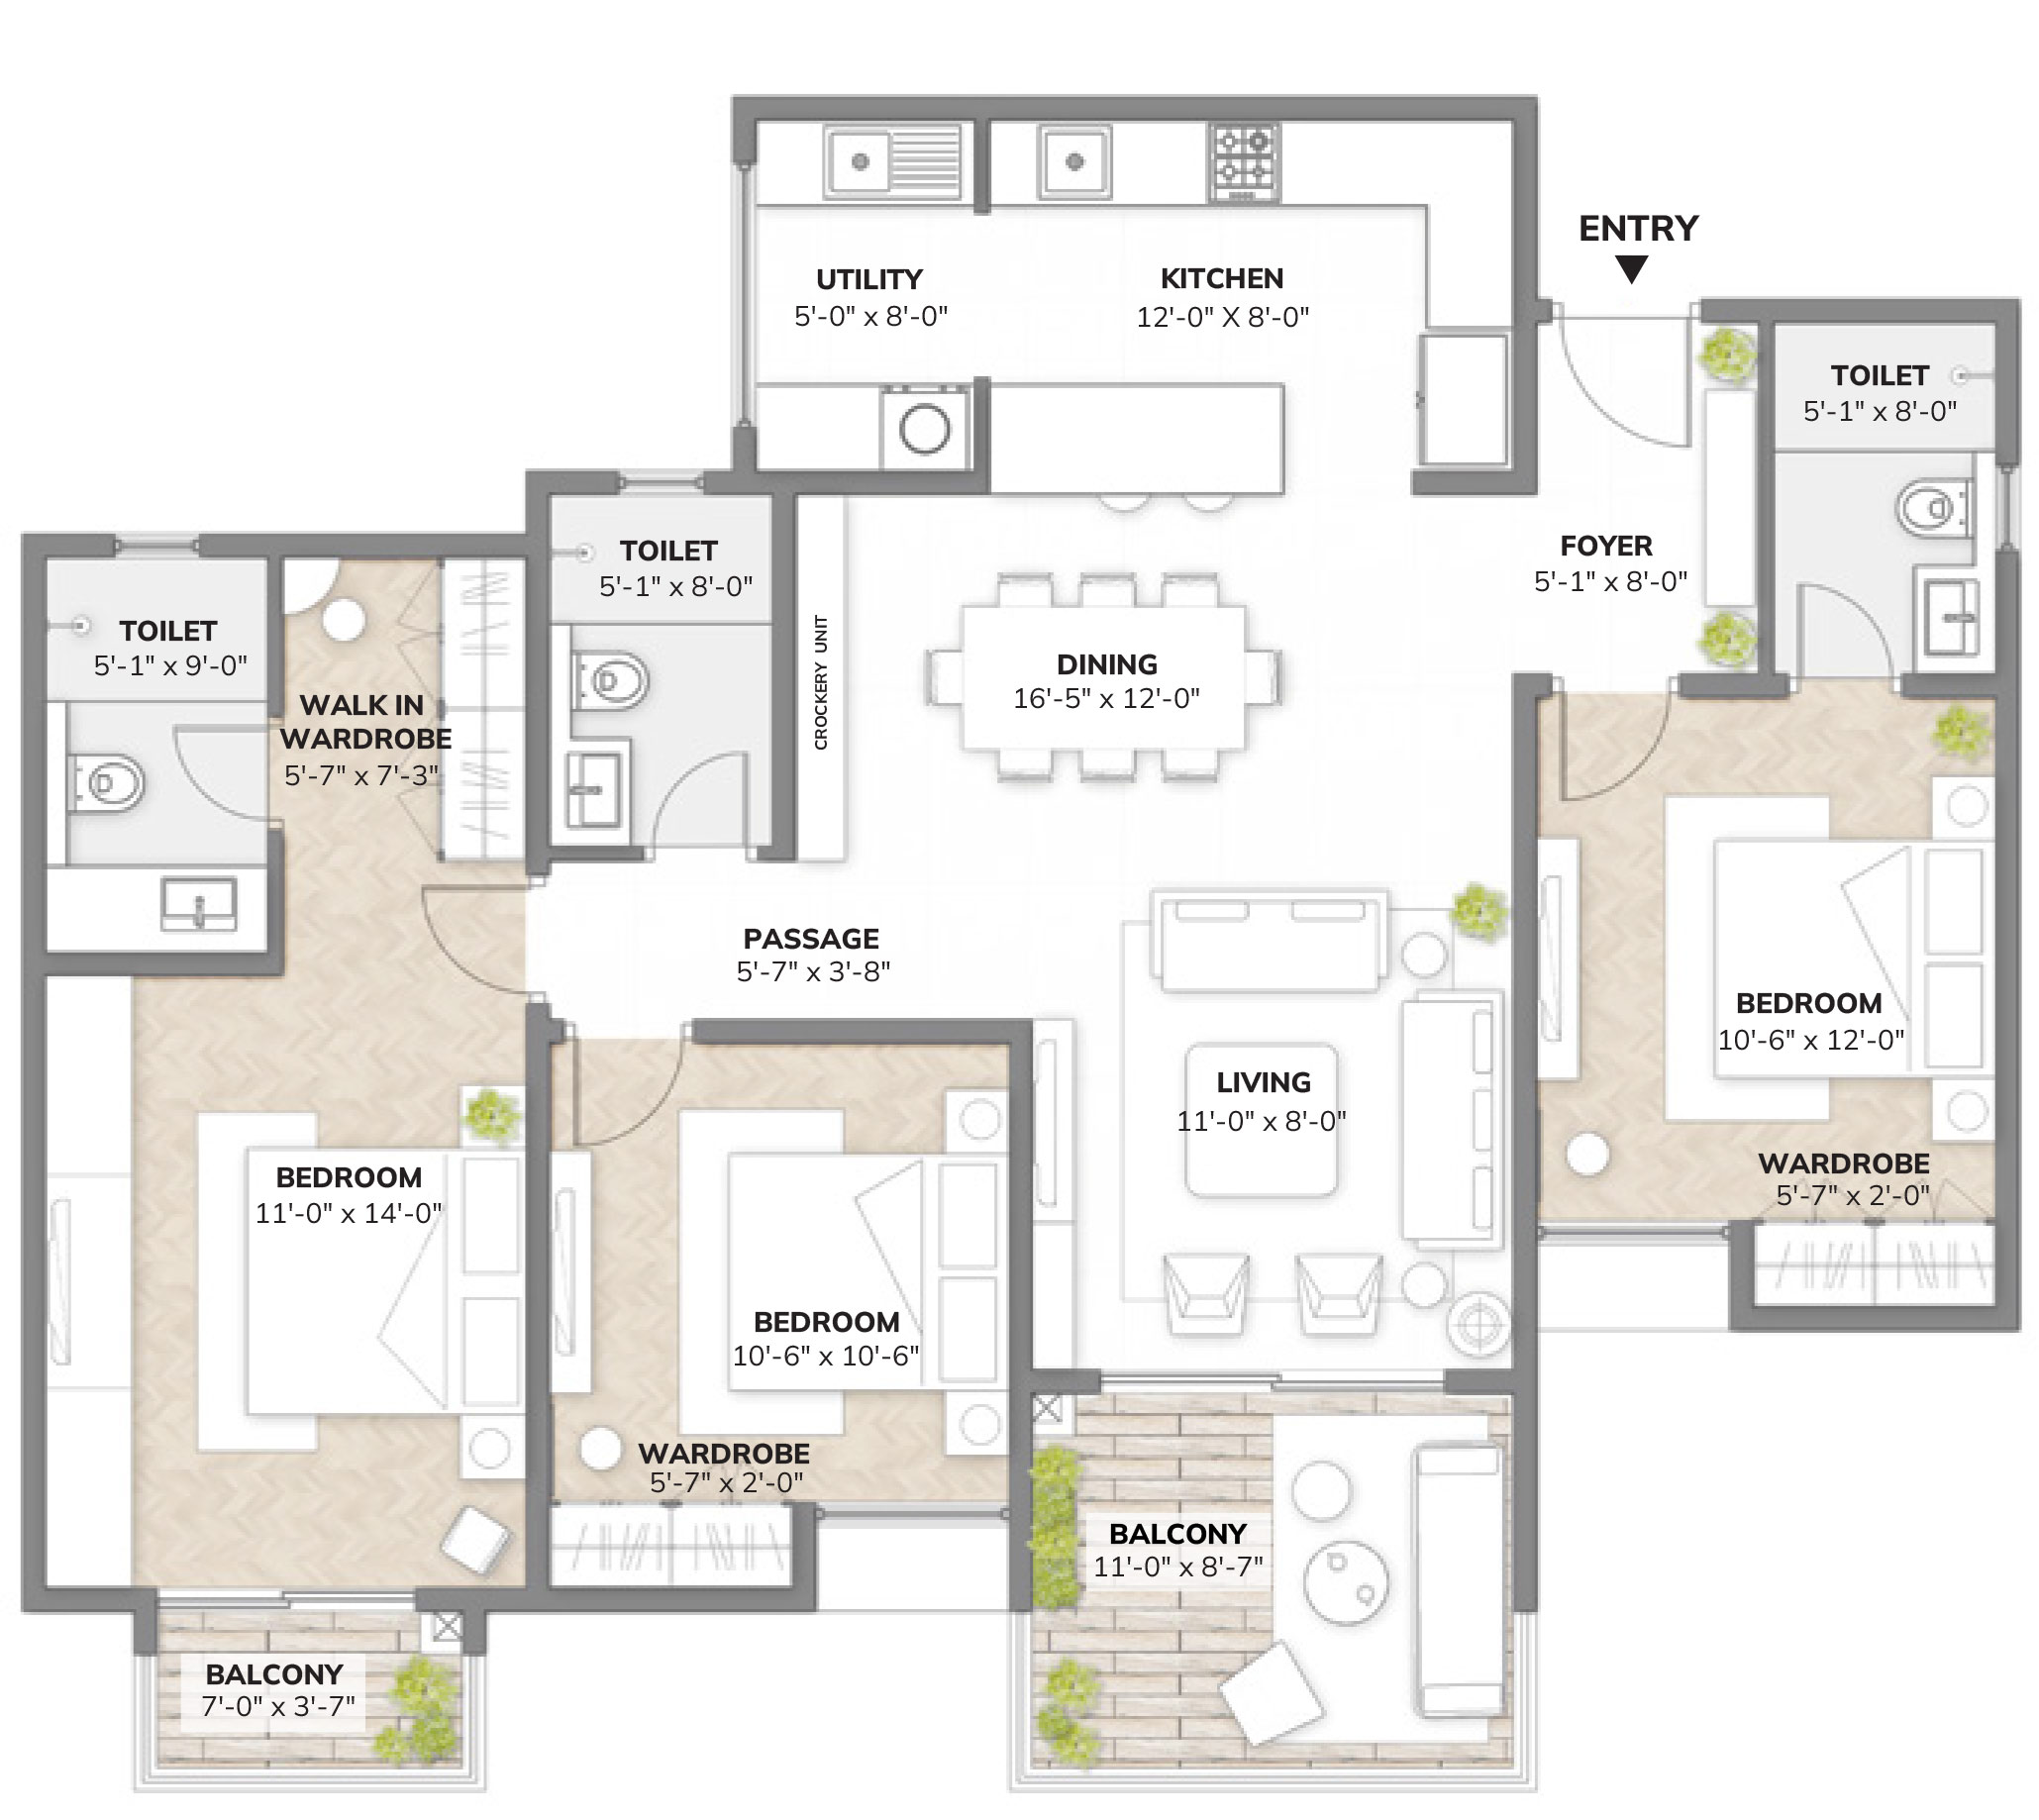 ENTRY
UTILITY
5'-0" x 8'-0"
KITCHEN
12'-0" X 8'-0"
TOILET
5'-1" x 8'-0"
FOYER
5'-1" x 8'-0"
TOILET
5'-1" x 8'-0"
TOILET
5'-1" x 9'-0"
WALK IN
WARDROBE
5'-7" x 7'-3"
CROCKERY UNIT
DINING
16'-5" x 12'-0"
PASSAGE
5'-7" x 3'-8"
BEDROOM
10'-6" x 12'-0"
LIVING
11'-0" x 8'-0"
WARDROBE
5'-7" x 2'-0"
BEDROOM
11'-0" x 14'-0"
BEDROOM
10'-6" x 10'-6"
WARDROBE
5'-7" x 2'-0"
BALCONY
11'-0" x 8'-7"
BALCONY
7'-0" x 3'-7"